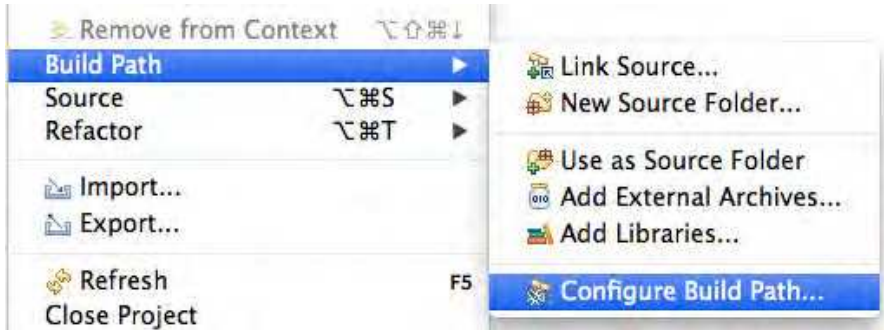 Remove from Context ⌥⇧⌘↓
Build Path ▶
Source ⌥⌘S ▶
Refactor ⌥⌘T ▶
Import...
Export...
Refresh F5
Close Project
Link Source...
New Source Folder...
Use as Source Folder
Add External Archives...
Add Libraries...
Configure Build Path...